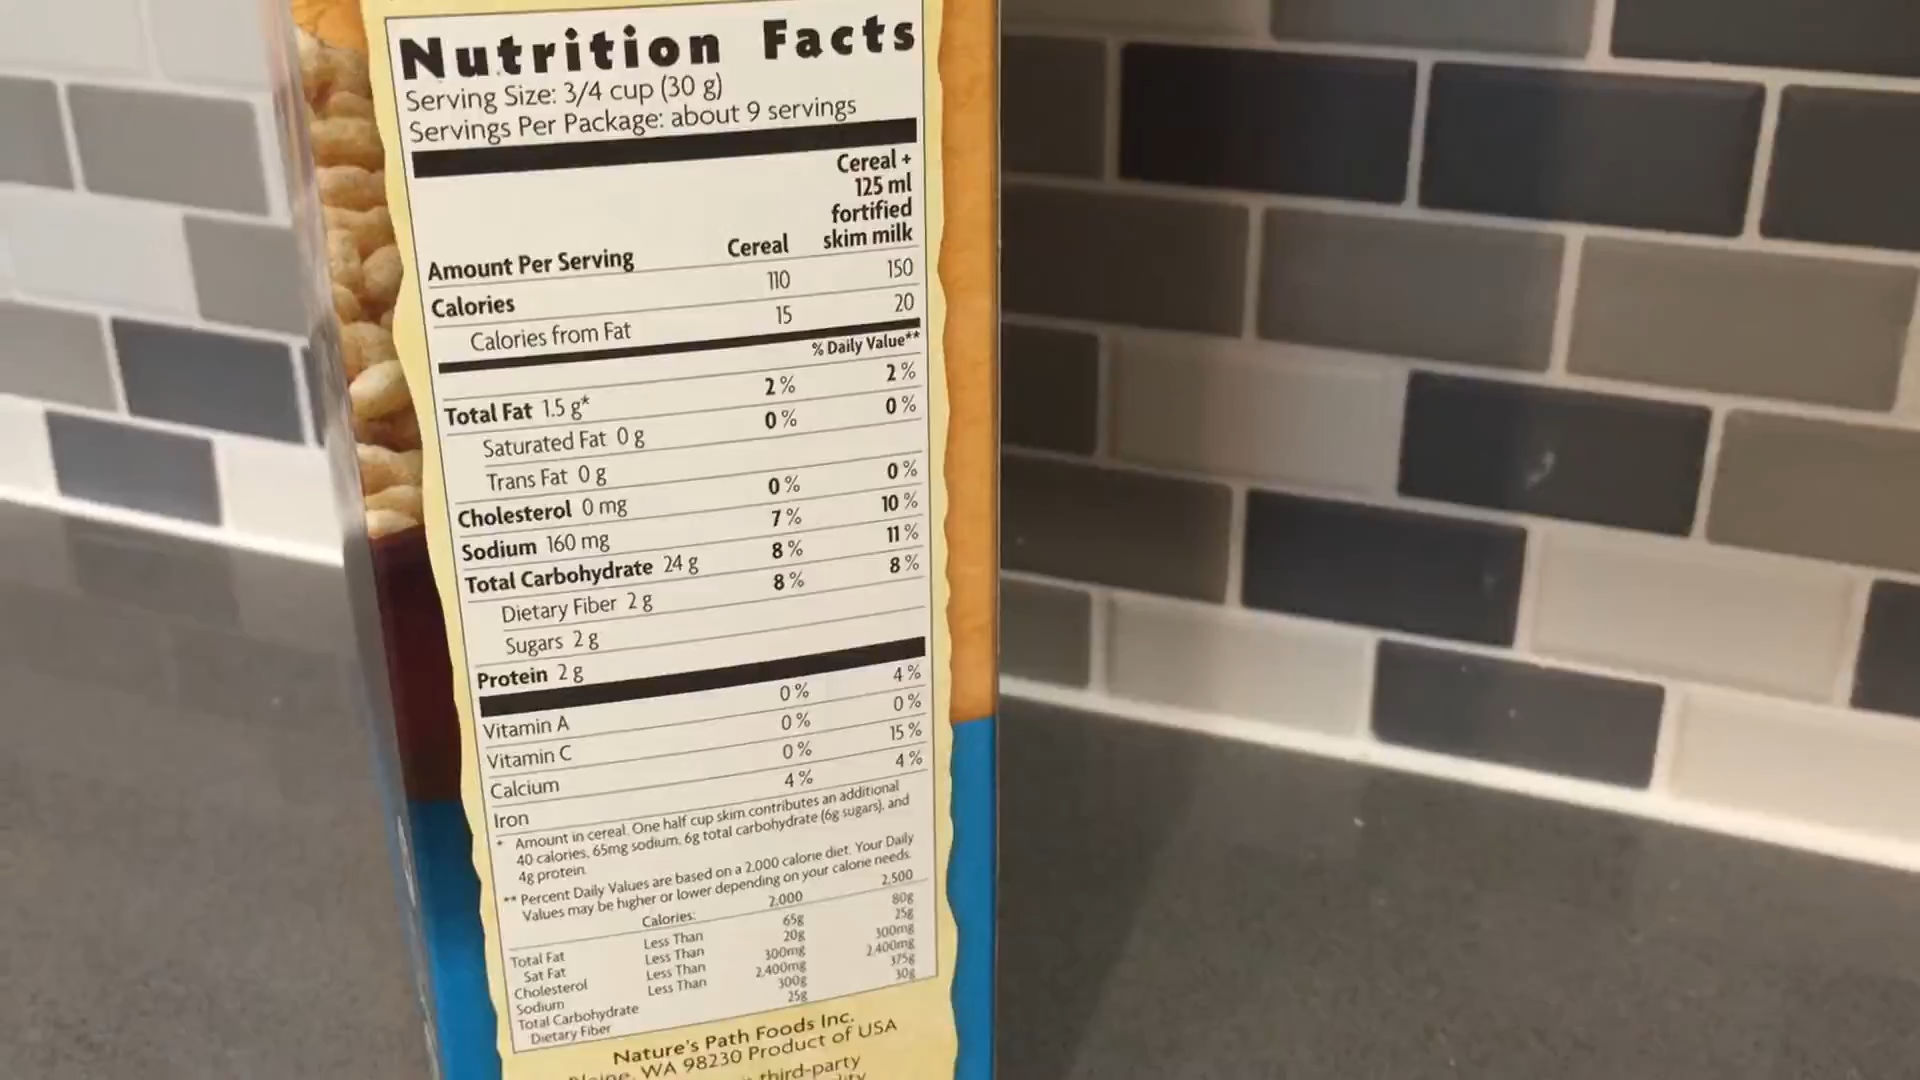 Nutrition Facts
Serving Size: 3/4 cup (30 g)
Servings Per Package: about 9 servings
Cereal +
125 ml
fortified
Amount Per Serving Cereal skim milk
Calories 110 150
Calories from Fat 15 20
% Daily Value**
Total Fat 1.5 g* 2% 2%
Saturated Fat 0 g 0% 0%
Trans Fat 0 g
Cholesterol 0 mg 0% 0%
Sodium 160 mg 7% 10%
Total Carbohydrate 24 g 8% 11%
Dietary Fiber 2 g 8% 8%
Sugars 2 g
Protein 2 g
Vitamin A 0% 4%
Vitamin C 0% 0%
Calcium 0% 15%
Iron 4% 4%
* Amount in cereal. One half cup skim contributes an additional
40 calories, 65mg sodium, 6g total carbohydrate (6g sugars), and
4g protein.
** Percent Daily Values are based on a 2,000 calorie diet. Your Daily
Values may be higher or lower depending on your calorie needs.
Calories: 2,000 2,500
Total Fat Less Than 65g 80g
Sat Fat Less Than 20g 25g
Cholesterol Less Than 300mg 300mg
Sodium Less Than 2,400mg 2,400mg
Total Carbohydrate 300g 375g
Dietary Fiber 25g 30g
Nature's Path Foods Inc.
WA 98230 Product of USA
third-party